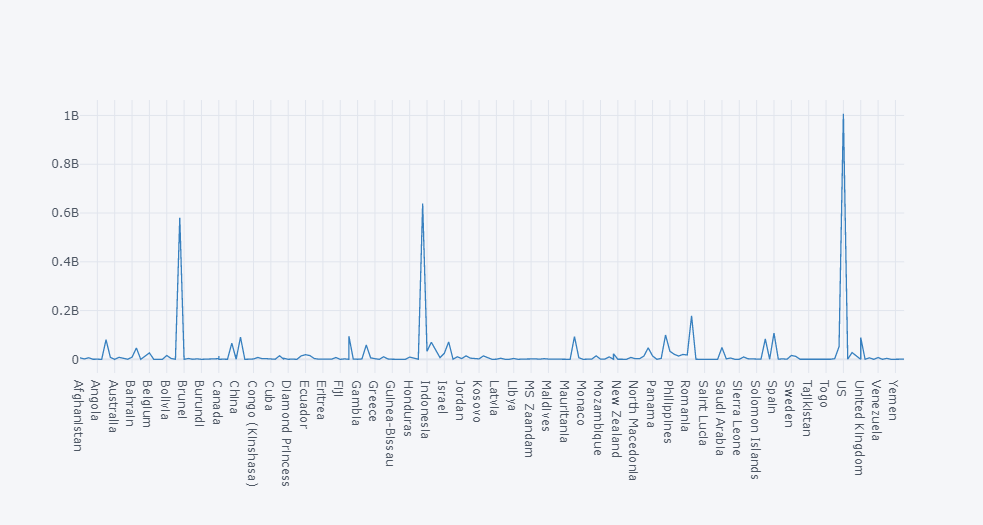 1B
0.8B
0.6B
0.4B
0.2B
0
Afghanistan
Angola
Australia
Bahrain
Belgium
Bolivia
Brunei
Burundi
Canada
China
Congo (Kinshasa)
Cuba
Diamond Princess
Ecuador
Eritrea
Fiji
Gambia
Greece
Guinea-Bissau
Honduras
Indonesia
Israel
Jordan
Kosovo
Latvia
Libya
MS Zaandam
Maldives
Mauritania
Monaco
Mozambique
New Zealand
North Macedonia
Panama
Philippines
Romania
Saint Lucia
Saudi Arabia
Sierra Leone
Solomon Islands
Spain
Sweden
Tajikistan
Togo
US
United Kingdom
Venezuela
Yemen